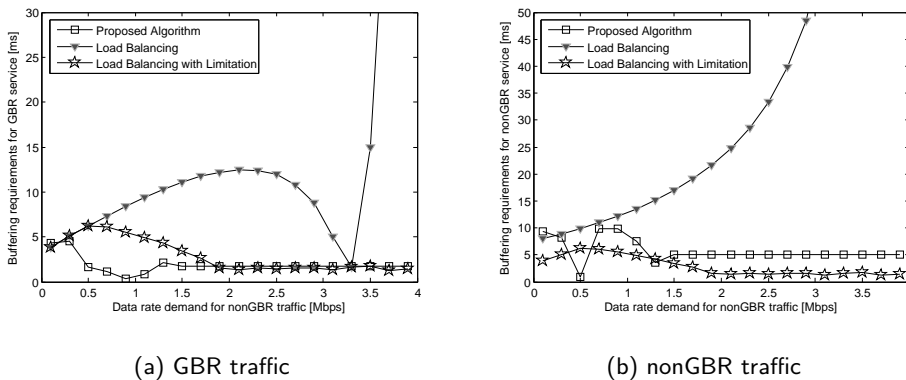 Buffering requirements for GBR service [ms]
30
25
20
15
10
5
0
Proposed Algorithm
Load Balancing
Load Balancing with Limitation
0 0.5 1 1.5 2 2.5 3 3.5 4
Data rate demand for nonGBR traffic [Mbps]
(a) GBR traffic
Buffering requirements for nonGBR service [ms]
50
45
40
35
30
25
20
15
10
5
0
Proposed Algorithm
Load Balancing
Load Balancing with Limitation
0 0.5 1 1.5 2 2.5 3 3.5
Data rate demand for nonGBR traffic [Mbps]
(b) nonGBR traffic